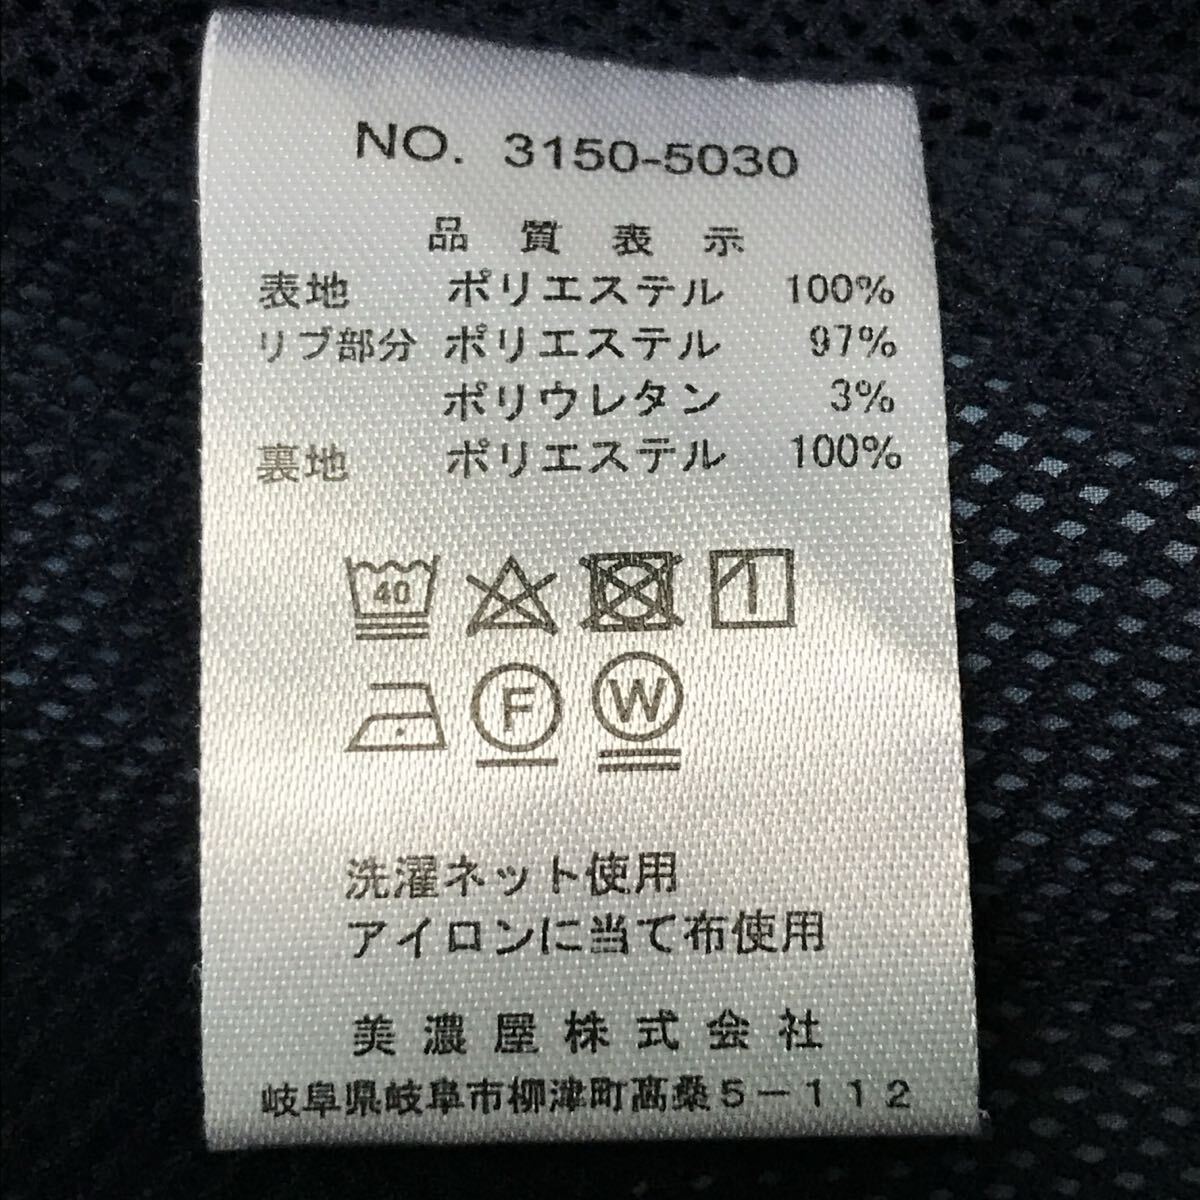 NO. 3150-5030
品質表示
表地 ポリエステル 100%
リブ部分 ポリエステル 97%
ポリウレタン 3%
裏地 ポリエステル 100%
40
F W
洗濯ネット使用
アイロンに当て布使用
美濃屋株式会社
岐阜県岐阜市柳津町高桑5-112